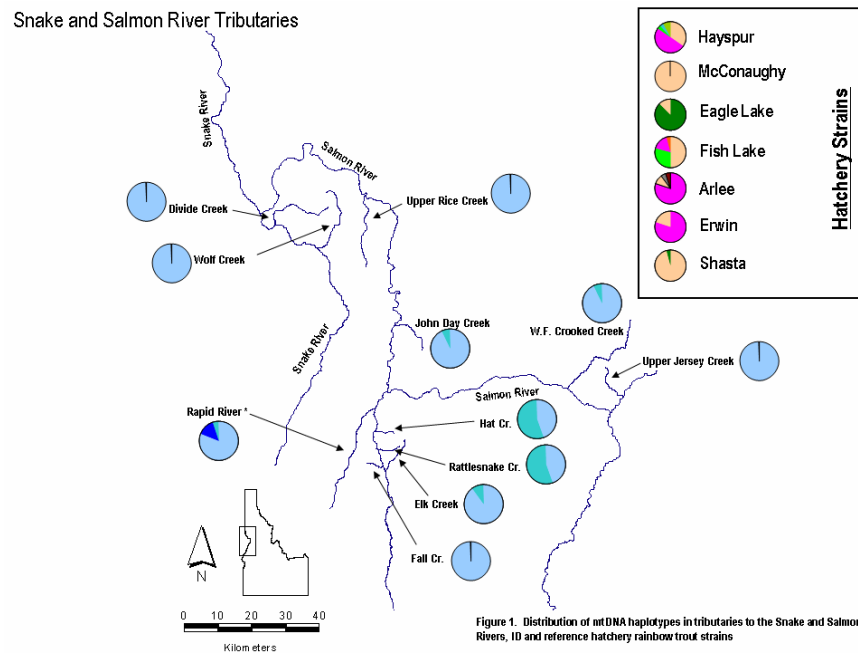 Snake and Salmon River Tributaries
Hayspur
McConaughy
Eagle Lake
Fish Lake
Arlee
Erwin
Shasta
Hatchery Strains
Snake River
Salmon River
Divide Creek
Upper Rice Creek
Wolf Creek
John Day Creek
W.F. Crooked Creek
Snake River
Upper Jersey Creek
Salmon River
Rapid River *
Hat Cr.
Rattlesnake Cr.
Elk Creek
Fall Cr.
N
0 10 20 30 40
Kilometers
Figure 1. Distribution of mtDNA haplotypes in tributaries to the Snake and Salmon
Rivers, ID and reference hatchery rainbow trout strains